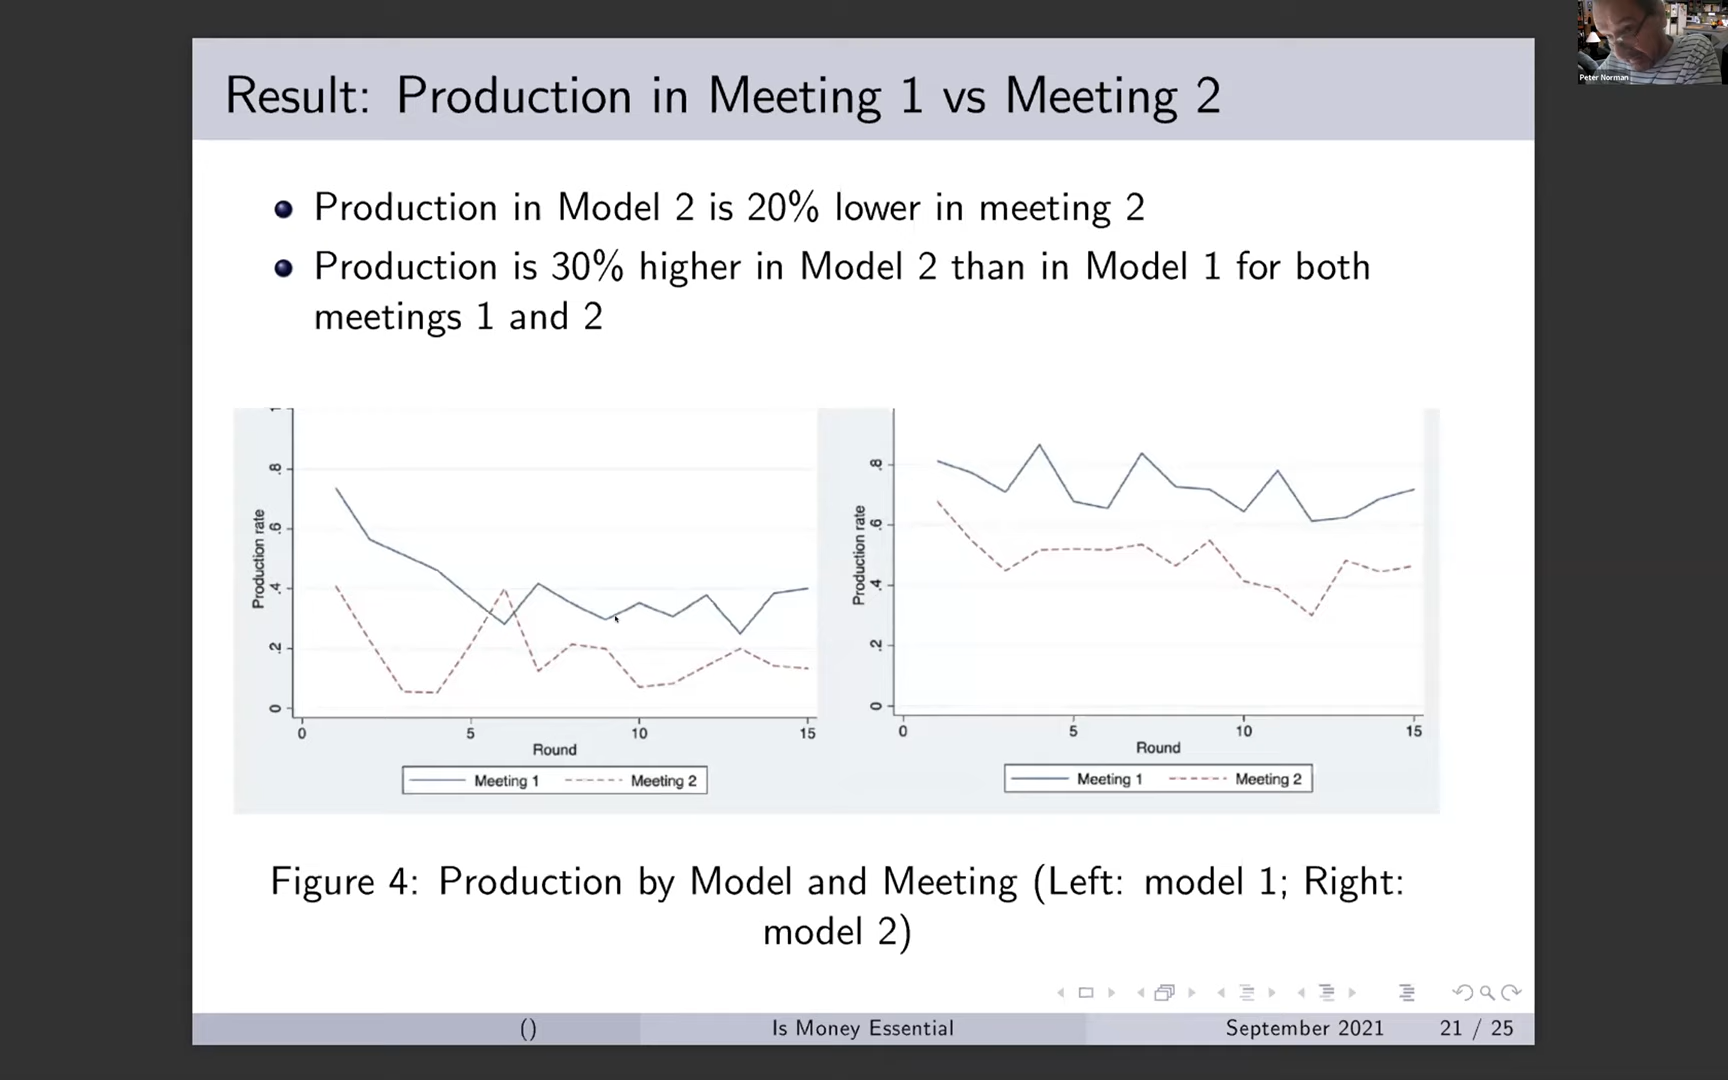 Peter Norman
Result: Production in Meeting 1 vs Meeting 2
Production in Model 2 is 20% lower in meeting 2
Production is 30% higher in Model 2 than in Model 1 for both
meetings 1 and 2
Production rate
.8
.6
.4
.2
0
0 5 10 15
Round
Meeting 1 Meeting 2
Production rate
.8
.6
.4
.2
0
0 5 10 15
Round
Meeting 1 Meeting 2
Figure 4: Production by Model and Meeting (Left: model 1; Right:
model 2)
() Is Money Essential September 2021 21 / 25